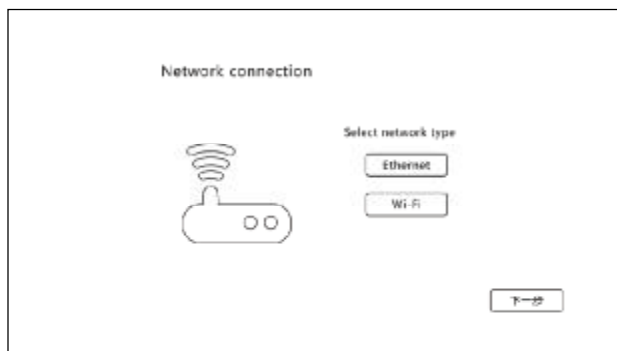 Network connection
Select network type
Ethernet
Wi-Fi
下一步